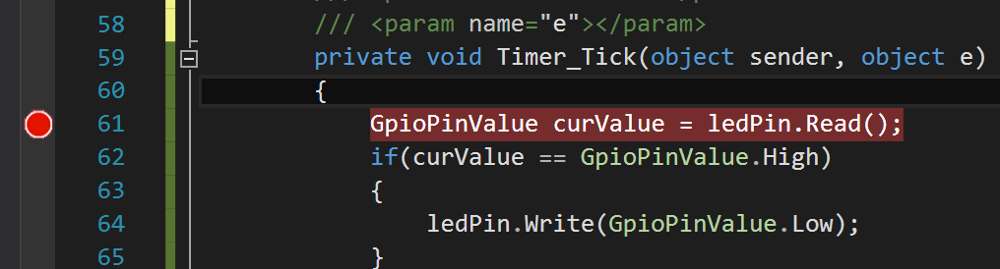 58 /// <param name="e"></param>
59 private void Timer_Tick(object sender, object e)
60 {
61 GpioPinValue curValue = ledPin.Read();
62 if(curValue == GpioPinValue.High)
63 {
64 ledPin.Write(GpioPinValue.Low);
65 }